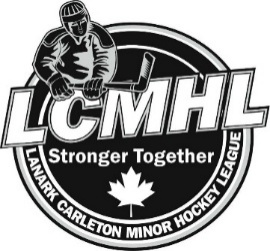 LCMHL
Stronger Together
LANARK CARLETON MINOR HOCKEY LEAGUE